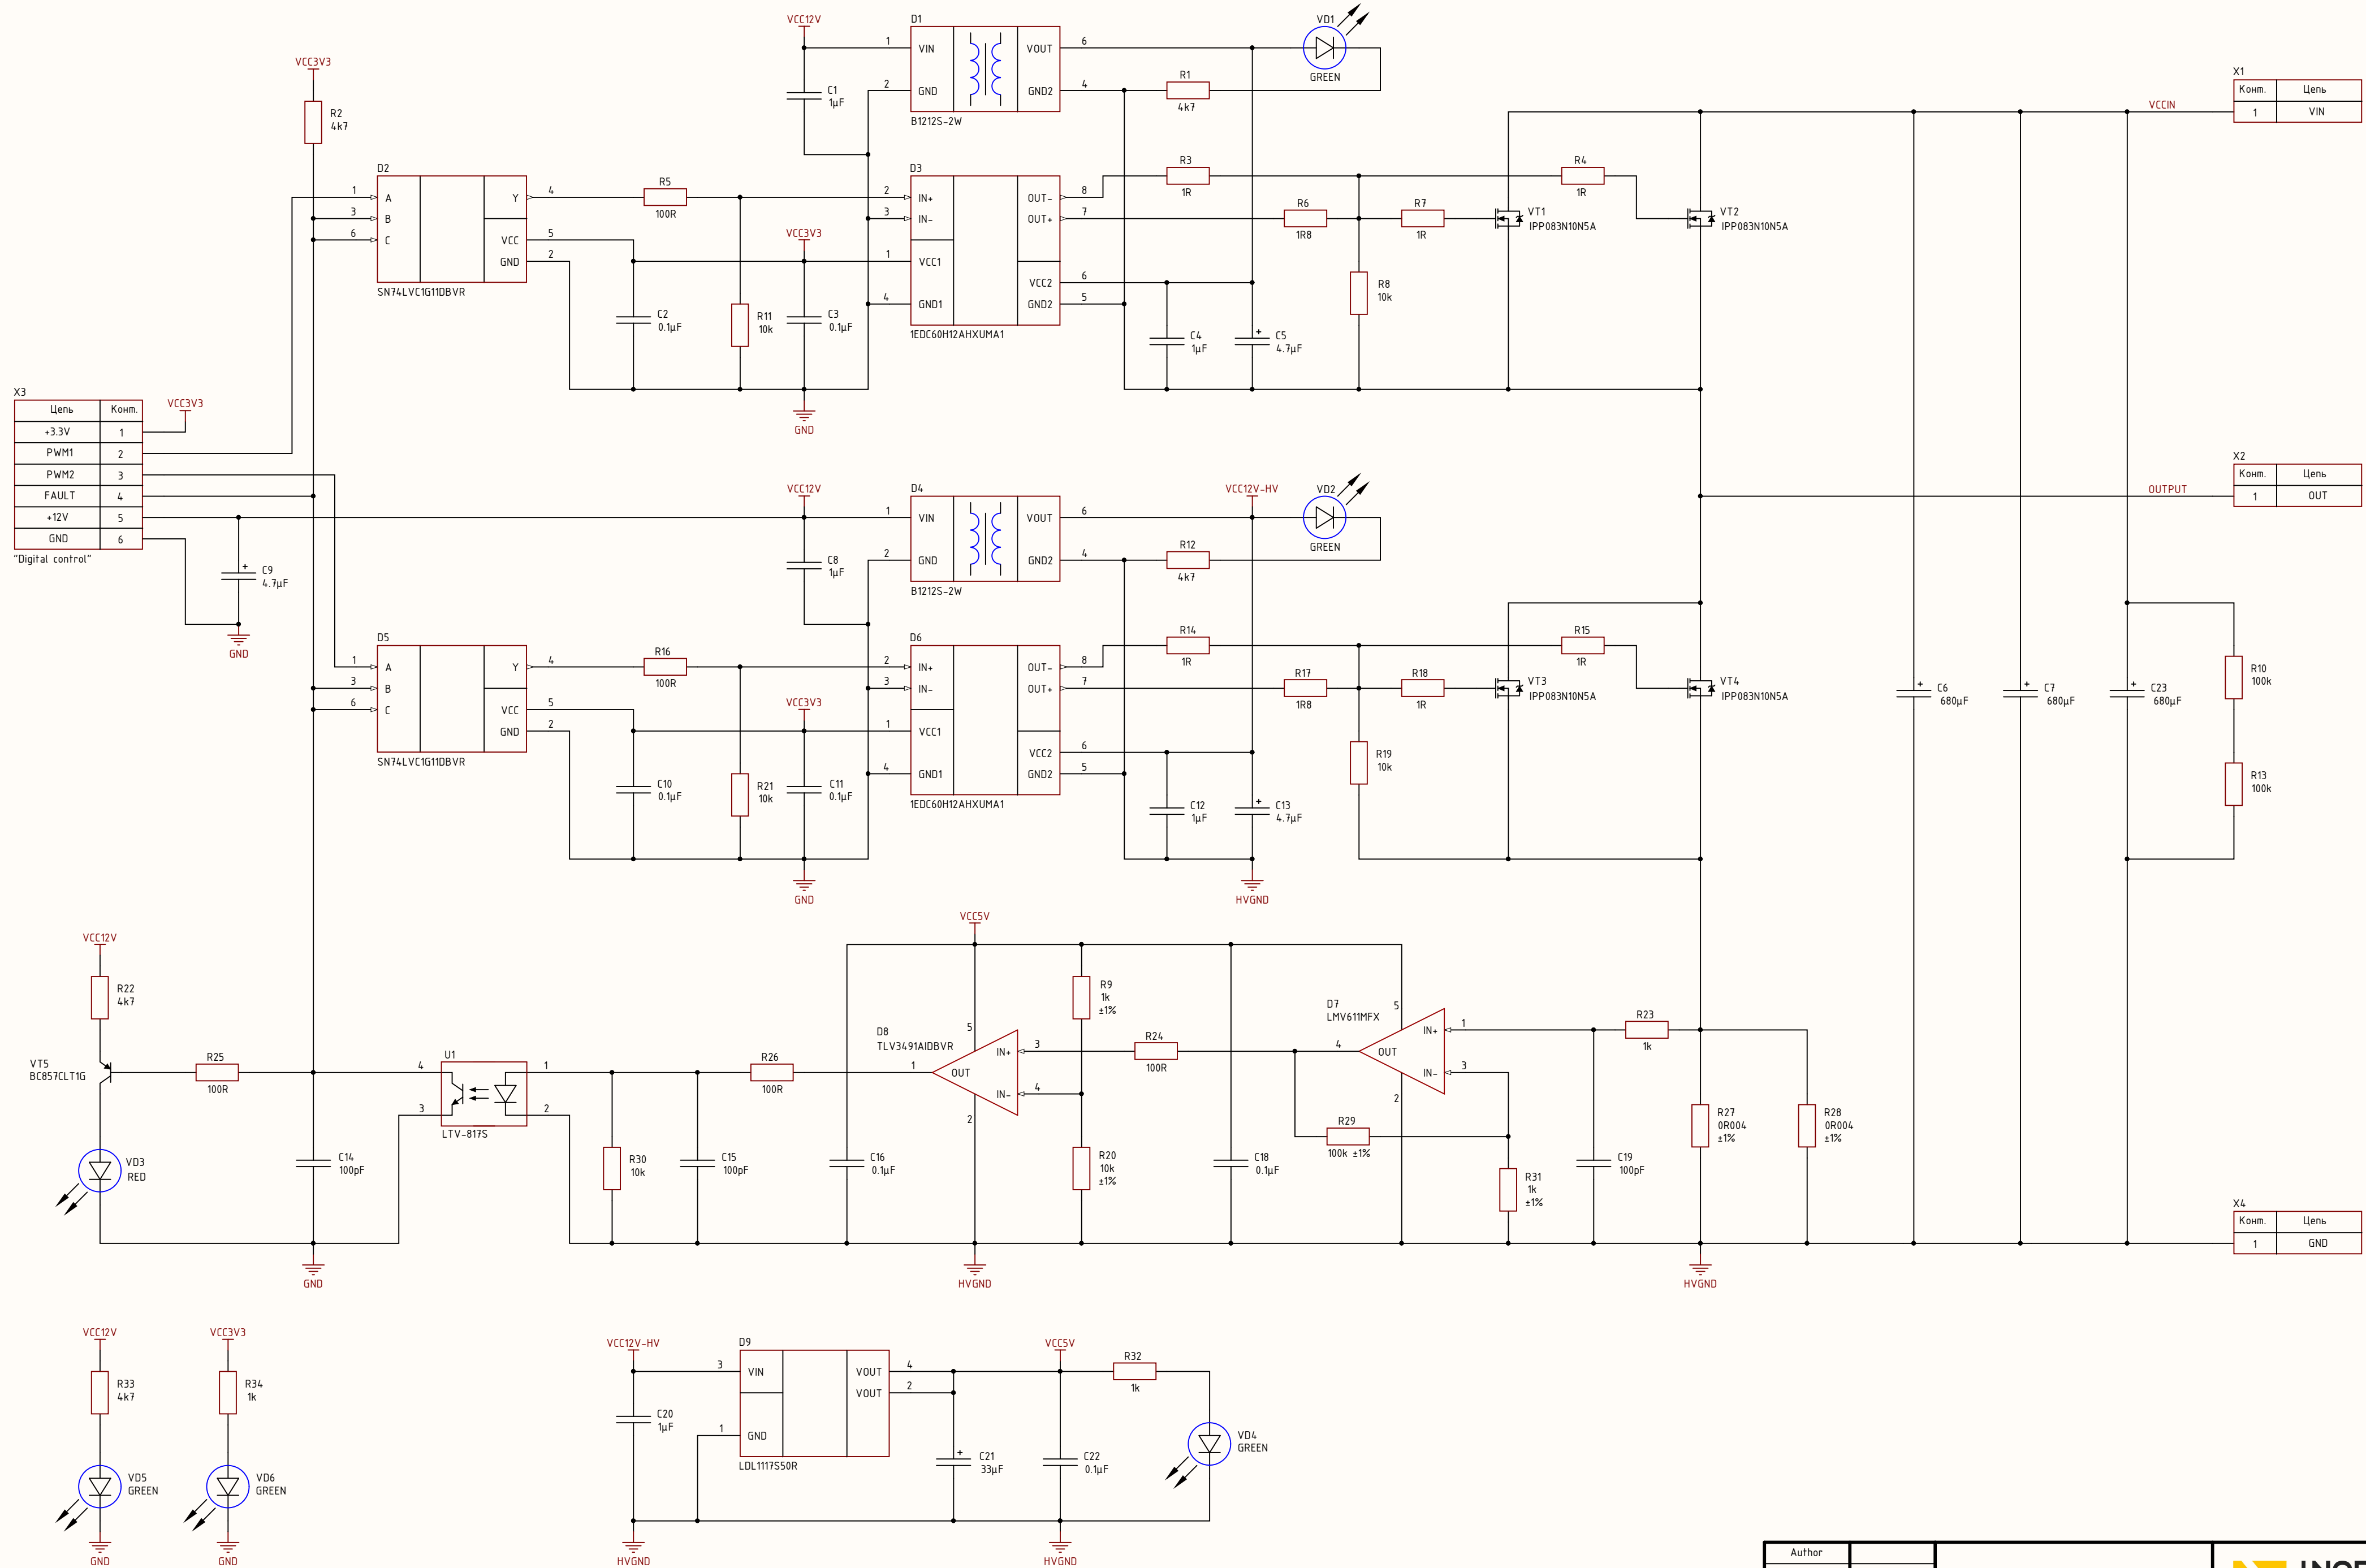 VCC12V
D1
1
VIN
VOUT
6
2
GND
GND2
4
B1212S-2W
C1
1µF
VD1
GREEN
R1
4k7
VCC3V3
R2
4k7
X1
Конт. Цепь
1 VIN
VCCIN
D2
1
A
3
B
6
C
Y
4
VCC
5
GND
2
SN74LVC1G11DBVR
R5
100R
VCC3V3
C2
0.1µF
R11
10k
C3
0.1µF
GND
D3
2
IN+
3
IN-
1
VCC1
4
GND1
OUT-
8
OUT+
7
VCC2
6
GND2
5
1EDC60H12AHXUMA1
R3
1R
R6
1R8
R7
1R
R4
1R
R8
10k
C4
1µF
C5
+
4.7µF
VT1
IPP083N10N5A
VT2
IPP083N10N5A
X3
Цепь Конт.
+3.3V 1
PWM1 2
PWM2 3
FAULT 4
+12V 5
GND 6
"Digital control"
VCC3V3
C9
+
4.7µF
GND
X2
Конт. Цепь
1 OUT
OUTPUT
VCC12V
D4
1
VIN
VOUT
6
2
GND
GND2
4
B1212S-2W
C8
1µF
VCC12V-HV
VD2
GREEN
R12
4k7
D5
1
A
3
B
6
C
Y
4
VCC
5
GND
2
SN74LVC1G11DBVR
R16
100R
VCC3V3
C10
0.1µF
R21
10k
C11
0.1µF
GND
D6
2
IN+
3
IN-
1
VCC1
4
GND1
OUT-
8
OUT+
7
VCC2
6
GND2
5
1EDC60H12AHXUMA1
R14
1R
R17
1R8
R18
1R
R15
1R
R19
10k
C12
1µF
C13
+
4.7µF
HVGND
VT3
IPP083N10N5A
VT4
IPP083N10N5A
C6
+
680µF
C7
+
680µF
C23
+
680µF
R10
100k
R13
100k
VCC12V
R22
4k7
VT5
BC857CLT1G
R25
100R
VD3
RED
C14
100pF
GND
U1
4
1
3
2
LTV-817S
R26
100R
R30
10k
C15
100pF
VCC5V
D8
TLV3491AIDBVR
5
3
IN+
4
IN-
OUT
1
2
C16
0.1µF
R9
1k
±1%
R20
10k
±1%
HVGND
R24
100R
C18
0.1µF
D7
LMV611MFX
5
IN+
1
IN-
3
OUT
4
2
R29
100k ±1%
R31
1k
±1%
R23
1k
C19
100pF
R27
0R004
±1%
R28
0R004
±1%
HVGND
X4
Конт. Цепь
1 GND
VCC12V
R33
4k7
VD5
GREEN
GND
VCC3V3
R34
1k
VD6
GREEN
GND
VCC12V-HV
C20
1µF
HVGND
D9
3
VIN
1
GND
VOUT
4
VOUT
2
LDL1117S50R
C21
+
33µF
VCC5V
C22
0.1µF
R32
1k
VD4
GREEN
HVGND
Author